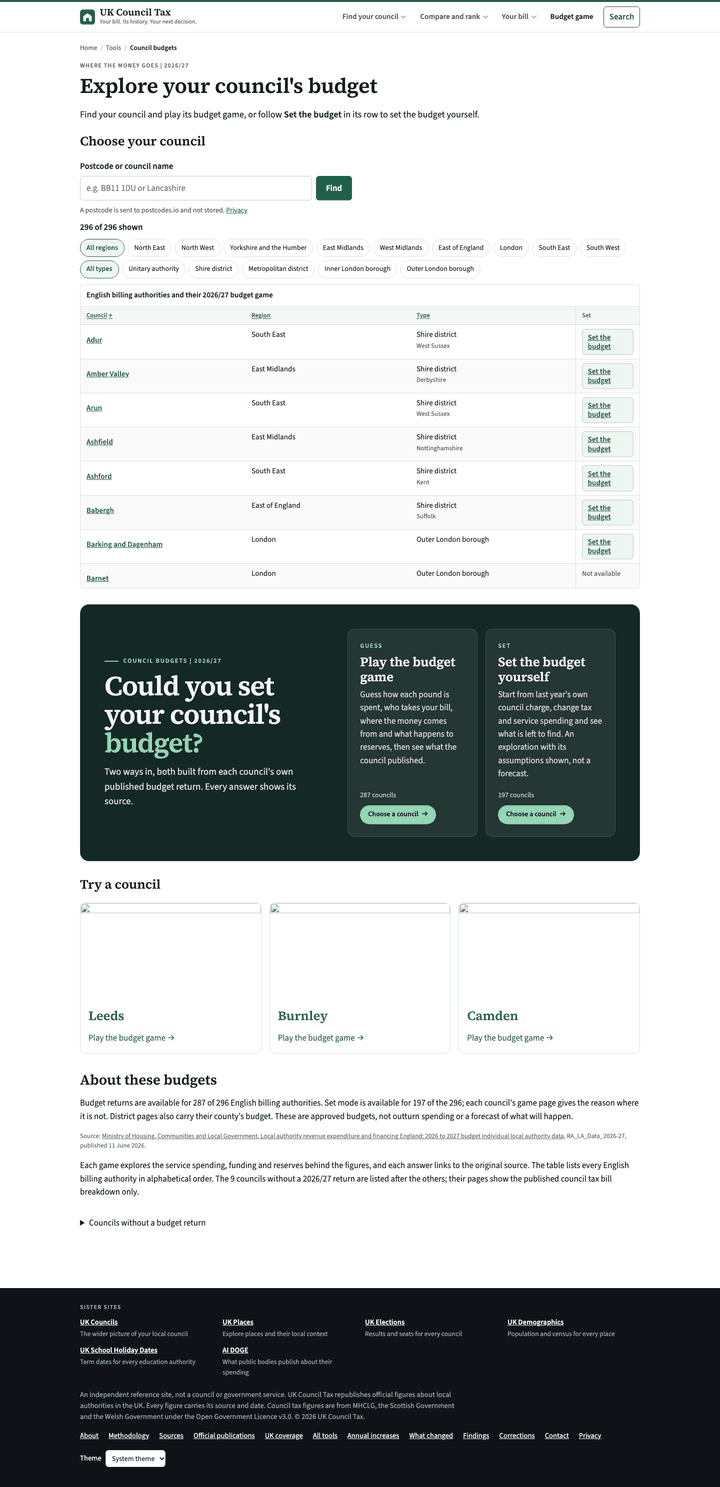 UK Council Tax
Your bill. Its history. Your next decision.
Find your council
Compare and rank
Your bill
Budget game
Search
Home / Tools / Council budgets
WHERE THE MONEY GOES | 2026/27
Explore your council's budget
Find your council and play its budget game, or follow Set the budget in its row to set the budget yourself.
Choose your council
Postcode or council name
e.g. BB11 1DU or Lancashire
Find
A postcode is sent to postcodes.io and not stored. Privacy
296 of 296 shown
All regions
North East
North West
Yorkshire and the Humber
East Midlands
West Midlands
East of England
London
South East
South West
All types
Unitary authority
Shire district
Metropolitan district
Inner London borough
Outer London borough
English billing authorities and their 2026/27 budget game
Council ↑
Region
Type
Set
Adur
South East
Shire district
West Sussex
Set the
budget
Amber Valley
East Midlands
Shire district
Derbyshire
Set the
budget
Arun
South East
Shire district
West Sussex
Set the
budget
Ashfield
East Midlands
Shire district
Nottinghamshire
Set the
budget
Ashford
South East
Shire district
Kent
Set the
budget
Babergh
East of England
Shire district
Suffolk
Set the
budget
Barking and Dagenham
London
Outer London borough
Set the
budget
Barnet
London
Outer London borough
Not available
COUNCIL BUDGETS | 2026/27
Could you set
your council's
budget?
Two ways in, both built from each council's own
published budget return. Every answer shows its
source.
GUESS
Play the budget
game
Guess how each pound is
spent, who takes your bill,
where the money comes
from and what happens to
reserves, then see what the
council published.
287 councils
Choose a council →
SET
Set the budget
yourself
Start from last year's own
council charge, change tax
and service spending and see
what is left to find. An
exploration with its
assumptions shown, not a
forecast.
197 councils
Choose a council →
Try a council
Leeds
Play the budget game →
Burnley
Play the budget game →
Camden
Play the budget game →
About these budgets
Budget returns are available for 287 of 296 English billing authorities. Set mode is available for 197 of the 296; each council's game page gives the reason where
it is not. District pages also carry their county's budget. These are approved budgets, not outturn spending or a forecast of what will happen.
Source: Ministry of Housing, Communities and Local Government, Local authority revenue expenditure and financing England: 2026 to 2027 budget individual local authority data, RA_LA_Data_2026-27,
published 11 June 2026.
Each game explores the service spending, funding and reserves behind the figures, and each answer links to the original source. The table lists every English
billing authority in alphabetical order. The 9 councils without a 2026/27 return are listed after the others; their pages show the published council tax bill
breakdown only.
Councils without a budget return
SISTER SITES
UK Councils
The wider picture of your local council
UK Places
Explore places and their local context
UK Elections
Results and seats for every council
UK Demographics
Population and census for every place
UK School Holiday Dates
Term dates for every education authority
AI DOGE
What public bodies publish about their
spending
An independent reference site, not a council or government service. UK Council Tax republishes official figures about local
authorities in the UK. Every figure carries its source and date. Council tax figures are from MHCLG, the Scottish Government
and the Welsh Government under the Open Government Licence v3.0. © 2026 UK Council Tax.
About
Methodology
Sources
Official publications
UK coverage
All tools
Annual increases
What changed
Findings
Corrections
Contact
Privacy
Theme
System theme